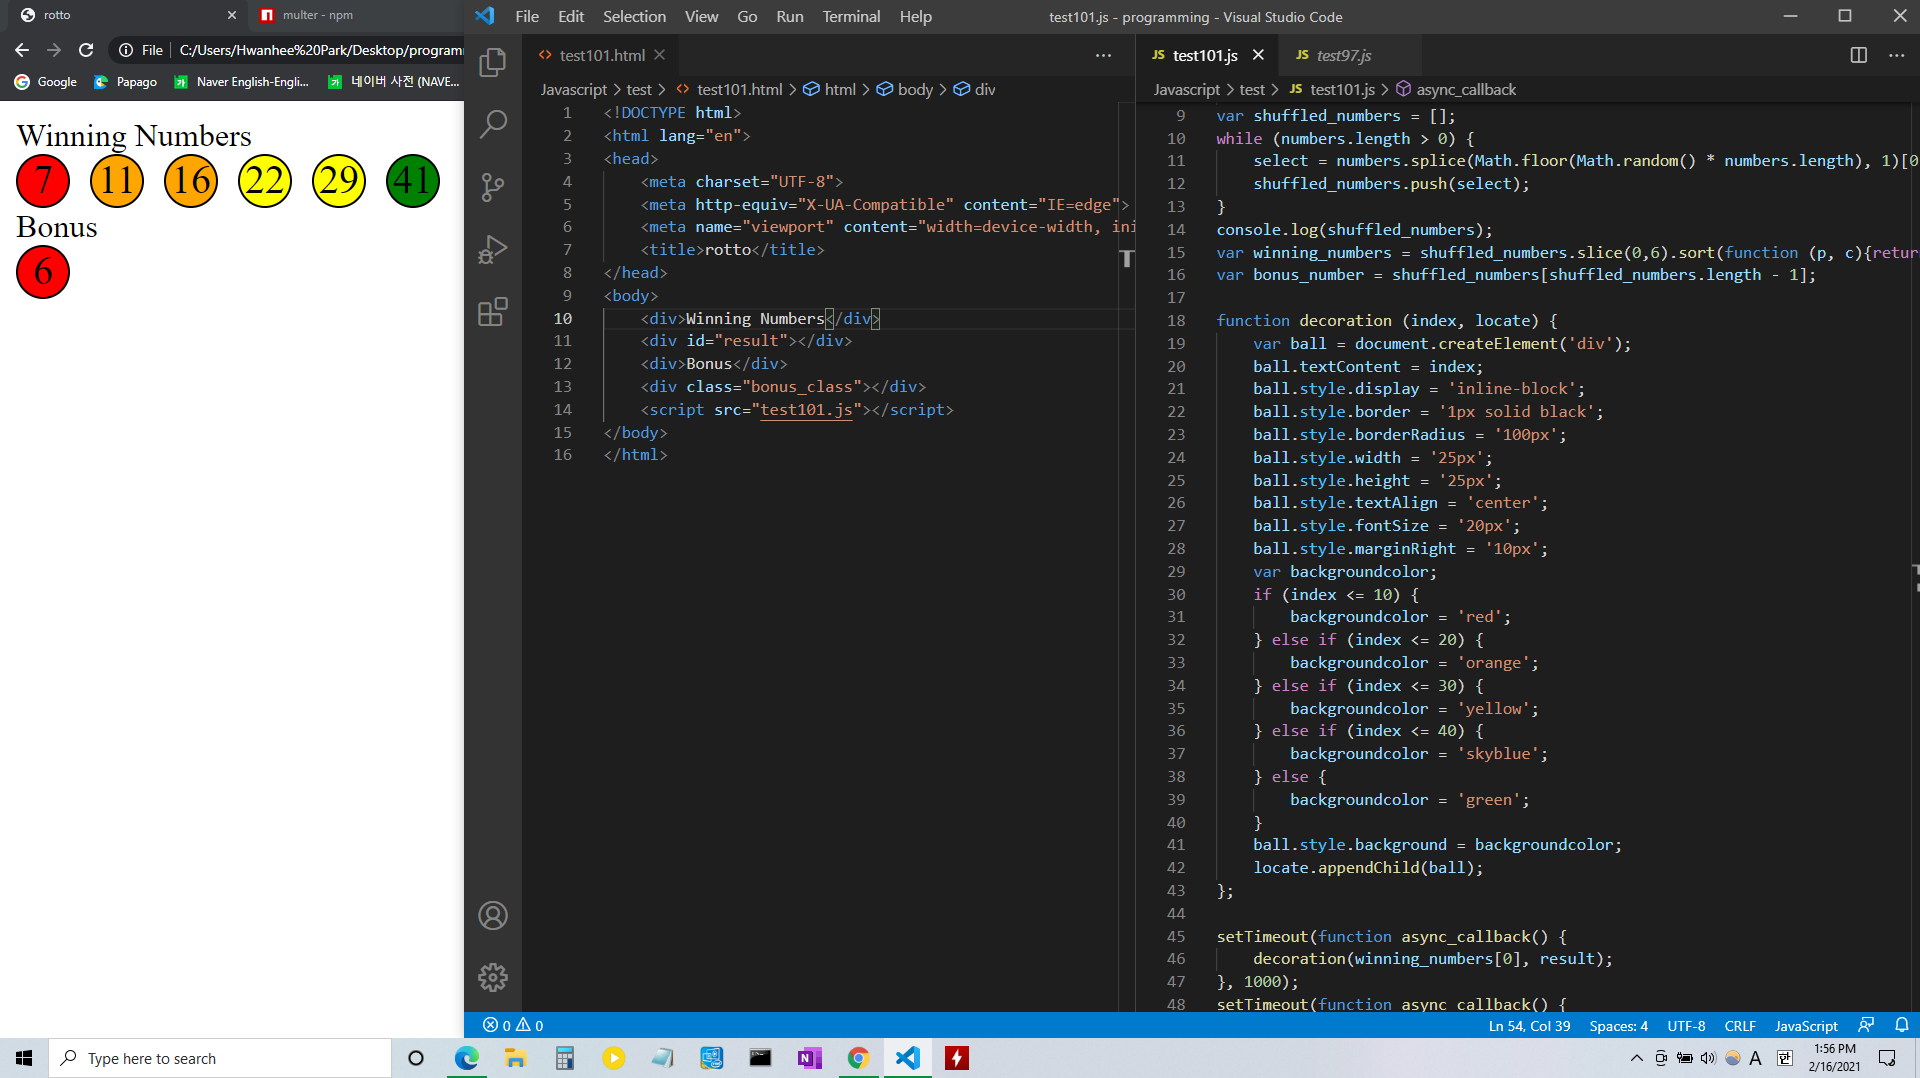 rotto
multer - npm
File
C:/Users/Hwanhee%20Park/Desktop/programm
Google
Papago
Naver English-Engli...
네이버 사전 (NAVE...
Winning Numbers
7 11 16 22 29 41
Bonus
6
File Edit Selection View Go Run Terminal Help
test101.js - programming - Visual Studio Code
test101.html
Javascript > test > test101.html > html > body > div
1 <!DOCTYPE html>
2 <html lang="en">
3 <head>
4 <meta charset="UTF-8">
5 <meta http-equiv="X-UA-Compatible" content="IE=edge">
6 <meta name="viewport" content="width=device-width, ini
7 <title>rotto</title>
8 </head>
9 <body>
10 <div>Winning Numbers</div>
11 <div id="result"></div>
12 <div>Bonus</div>
13 <div class="bonus_class"></div>
14 <script src="test101.js"></script>
15 </body>
16 </html>
JS test101.js
JS test97.js
Javascript > test > JS test101.js > async_callback
9 var shuffled_numbers = [];
10 while (numbers.length > 0) {
11 select = numbers.splice(Math.floor(Math.random() * numbers.length), 1)[0
12 shuffled_numbers.push(select);
13 }
14 console.log(shuffled_numbers);
15 var winning_numbers = shuffled_numbers.slice(0,6).sort(function (p, c){retur
16 var bonus_number = shuffled_numbers[shuffled_numbers.length - 1];
17
18 function decoration (index, locate) {
19 var ball = document.createElement('div');
20 ball.textContent = index;
21 ball.style.display = 'inline-block';
22 ball.style.border = '1px solid black';
23 ball.style.borderRadius = '100px';
24 ball.style.width = '25px';
25 ball.style.height = '25px';
26 ball.style.textAlign = 'center';
27 ball.style.fontSize = '20px';
28 ball.style.marginRight = '10px';
29 var backgroundcolor;
30 if (index <= 10) {
31 backgroundcolor = 'red';
32 } else if (index <= 20) {
33 backgroundcolor = 'orange';
34 } else if (index <= 30) {
35 backgroundcolor = 'yellow';
36 } else if (index <= 40) {
37 backgroundcolor = 'skyblue';
38 } else {
39 backgroundcolor = 'green';
40 }
41 ball.style.background = backgroundcolor;
42 locate.appendChild(ball);
43 };
44
45 setTimeout(function async_callback() {
46 decoration(winning_numbers[0], result);
47 }, 1000);
48 setTimeout(function async_callback() {
0 0
Ln 54, Col 39 Spaces: 4 UTF-8 CRLF JavaScript
Type here to search
A 한
1:56 PM
2/16/2021